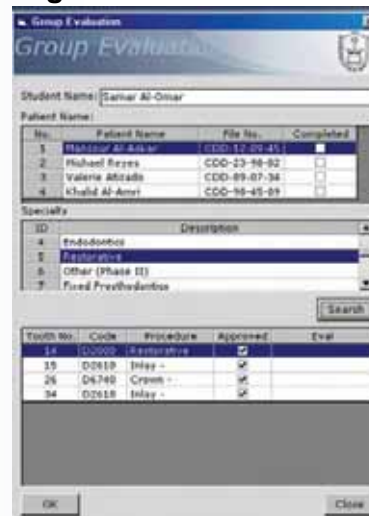 Group Evaluation
Group Evaluation
Student Name: Samar Al-Omar
Patient Name:
No. Patient Name File No. Completed
1 Mansour Al-Askar CDD-12-09-45
2 Michael Reyes CDD-23-98-02
3 Valerie Atizado CDD-89-07-34
4 Khalid Al-Amri CDD-98-45-89
Specialty
ID Description
4 Endodontics
5 Restorative
6 Other (Phase II)
7 Fixed Prosthodontics
Search
Tooth No. Code Procedure Approved Eval
14 D2000 Restorative
15 D2610 Inlay -
26 D6740 Crown -
34 D2610 Inlay -
OK Close